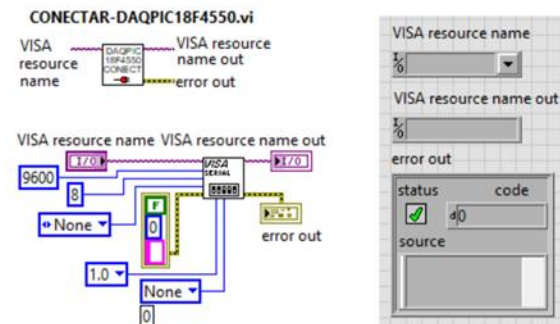 CONECTAR-DAQPIC18F4550.vi
VISA resource name
DAQPIC
18F4550
CONECT
VISA resource name out
error out
VISA resource name
VISA resource name out
I/O
VISA
SERIAL
I/O
9600
8
None
F
0
error out
1.0
None
0
VISA resource name
I/O
VISA resource name out
I/O
error out
status
code
d0
source